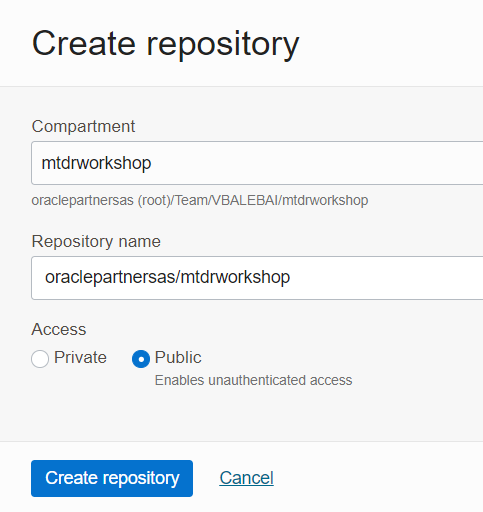 Create repository
Compartment
mtdrworkshop
oraclepartnersas (root)/Team/VBALEBAI/mtdrworkshop
Repository name
oraclepartnersas/mtdrworkshop
Access
Private Public
Enables unauthenticated access
Create repository Cancel